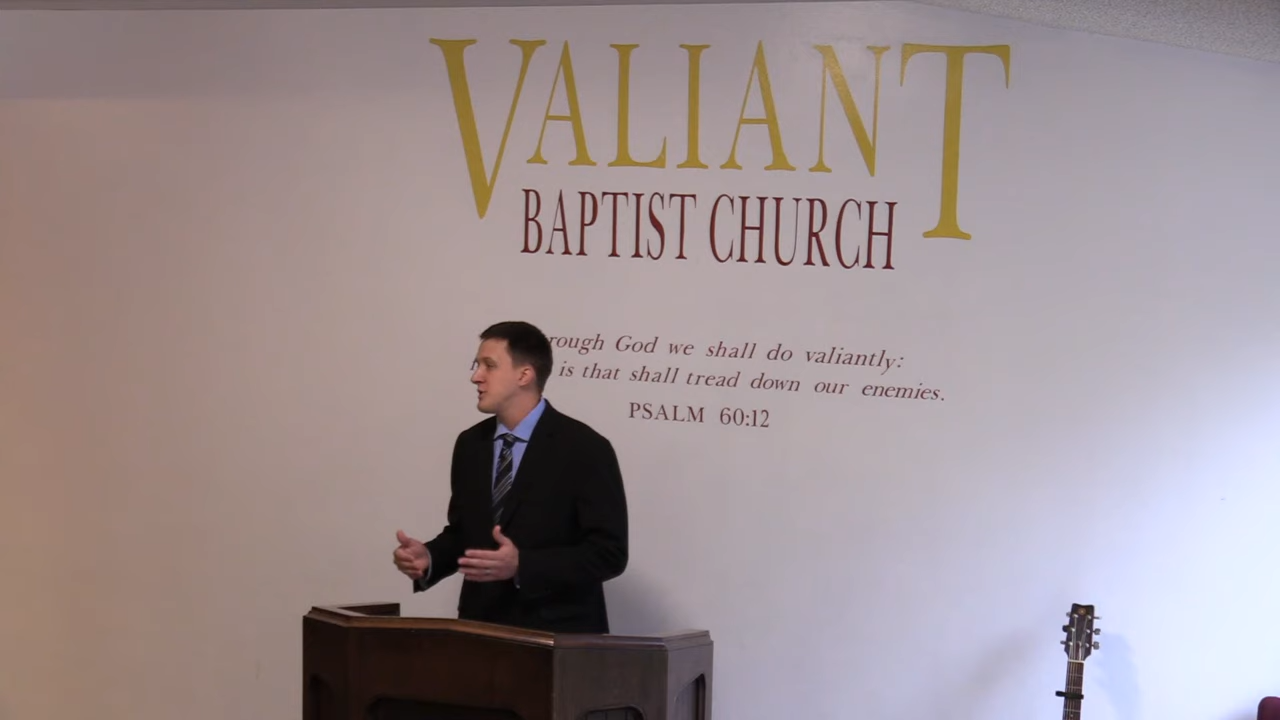 VALIANT
BAPTIST CHURCH
rough God we shall do valiantly:
is that shall tread down our enemies.
PSALM 60:12